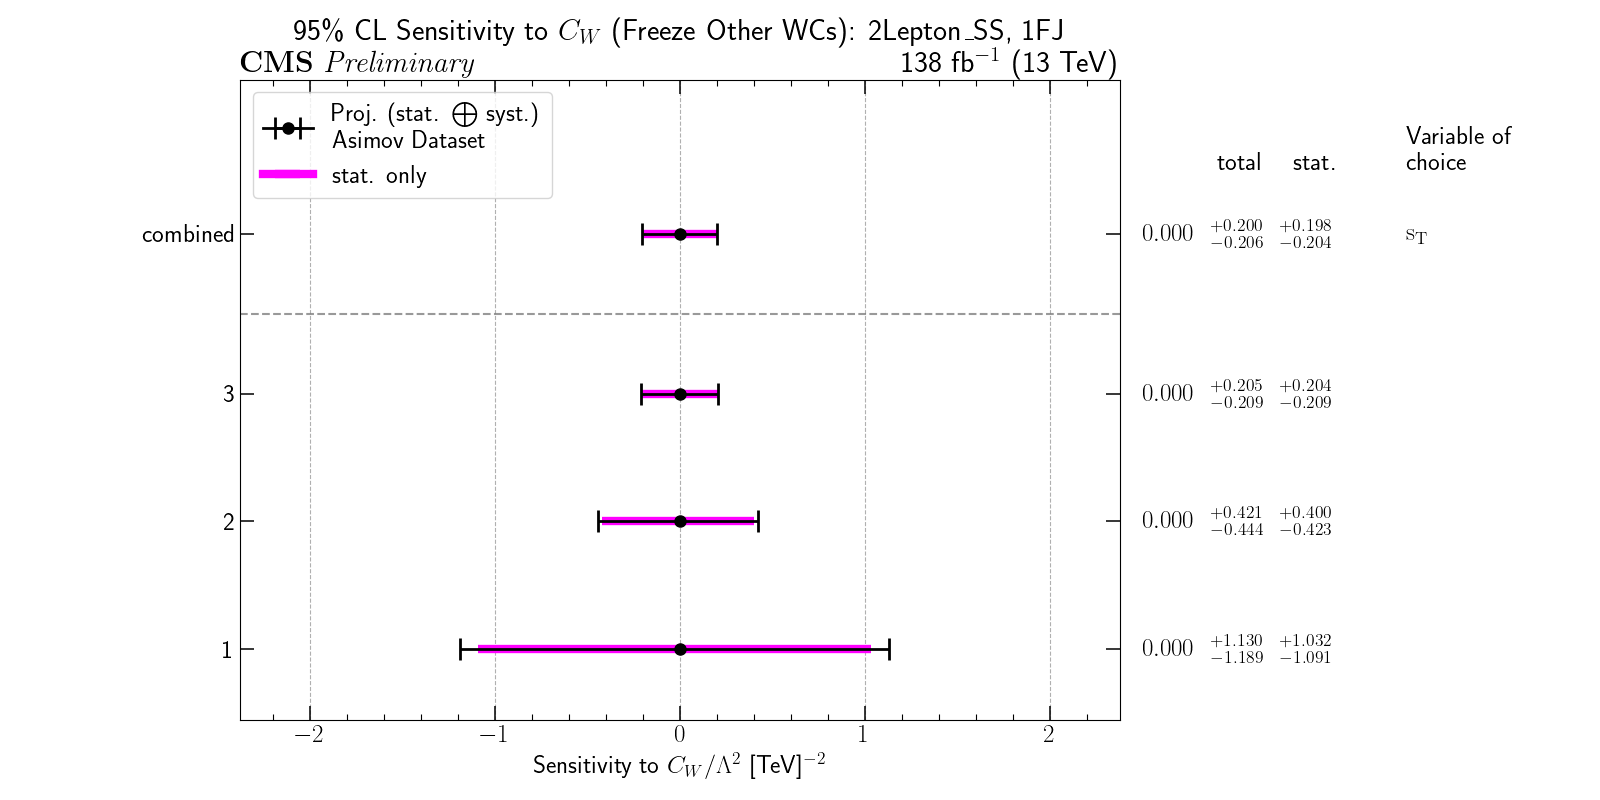 95% CL Sensitivity to C_W (Freeze Other WCs): 2Lepton_SS, 1FJ
CMS Preliminary 138 fb⁻¹ (13 TeV)
Proj. (stat. ⨁ syst.)
Asimov Dataset
stat. only
Variable of
choice
total stat.
combined 0.000 +0.200 −0.206 +0.198 −0.204 s_T
3 0.000 +0.205 −0.209 +0.204 −0.209
2 0.000 +0.421 −0.444 +0.400 −0.423
1 0.000 +1.130 −1.189 +1.032 −1.091
−2 −1 0 1 2
Sensitivity to C_W/Λ² [TeV]⁻²